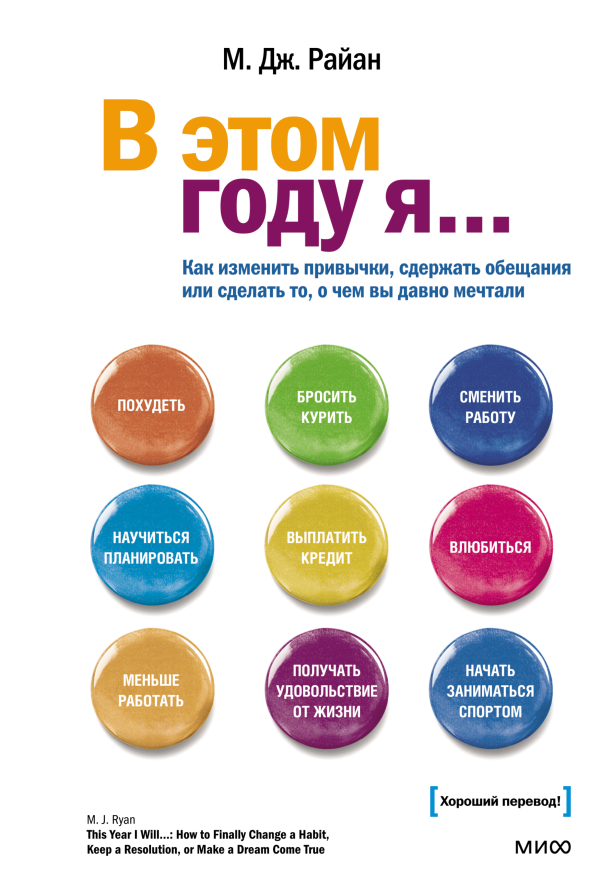 М. Дж. Райан
В этом
году я...
Как изменить привычки, сдержать обещания
или сделать то, о чем вы давно мечтали
ПОХУДЕТЬ
БРОСИТЬ
КУРИТЬ
СМЕНИТЬ
РАБОТУ
НАУЧИТЬСЯ
ПЛАНИРОВАТЬ
ВЫПЛАТИТЬ
КРЕДИТ
ВЛЮБИТЬСЯ
МЕНЬШЕ
РАБОТАТЬ
ПОЛУЧАТЬ
УДОВОЛЬСТВИЕ
ОТ ЖИЗНИ
НАЧАТЬ
ЗАНИМАТЬСЯ
СПОРТОМ
[Хороший перевод!]
M. J. Ryan
This Year I Will...: How to Finally Change a Habit,
Keep a Resolution, or Make a Dream Come True
МИФ